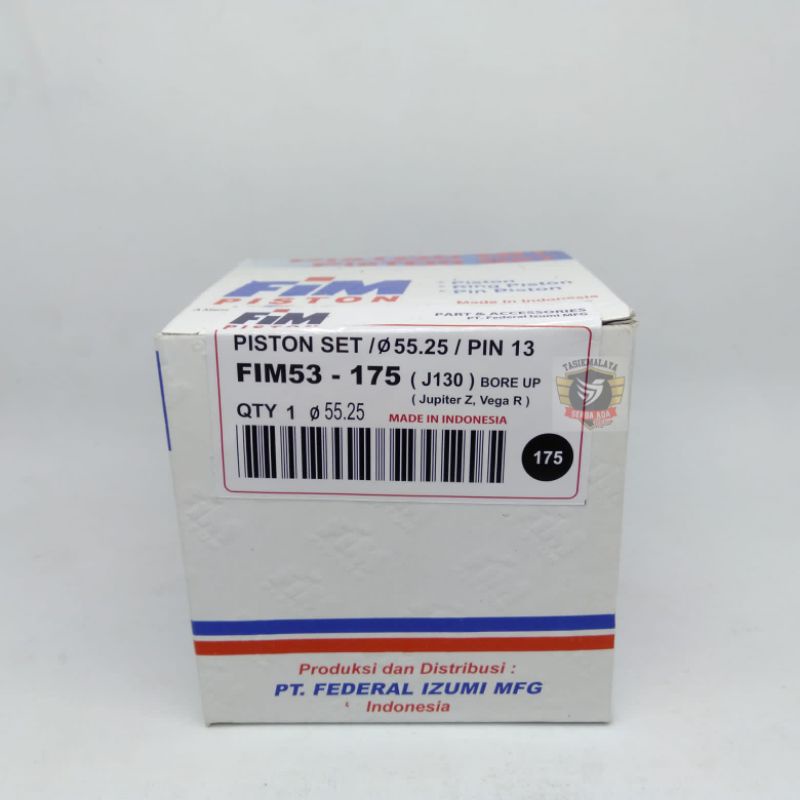 FiM
PISTON
Piston
Ring Piston
Pin Piston
Made In Indonesia
PART & ACCESSORIES
PT. Federal Izumi MFG
FiM
PISTON SET / Ø 55.25 / PIN 13
FIM53 - 175 ( J130 ) BORE UP
( Jupiter Z, Vega R )
QTY 1 Ø 55.25
MADE IN INDONESIA
175
TASIKMALAYA
SERBA ADA
Produksi dan Distribusi :
PT. FEDERAL IZUMI MFG
Indonesia